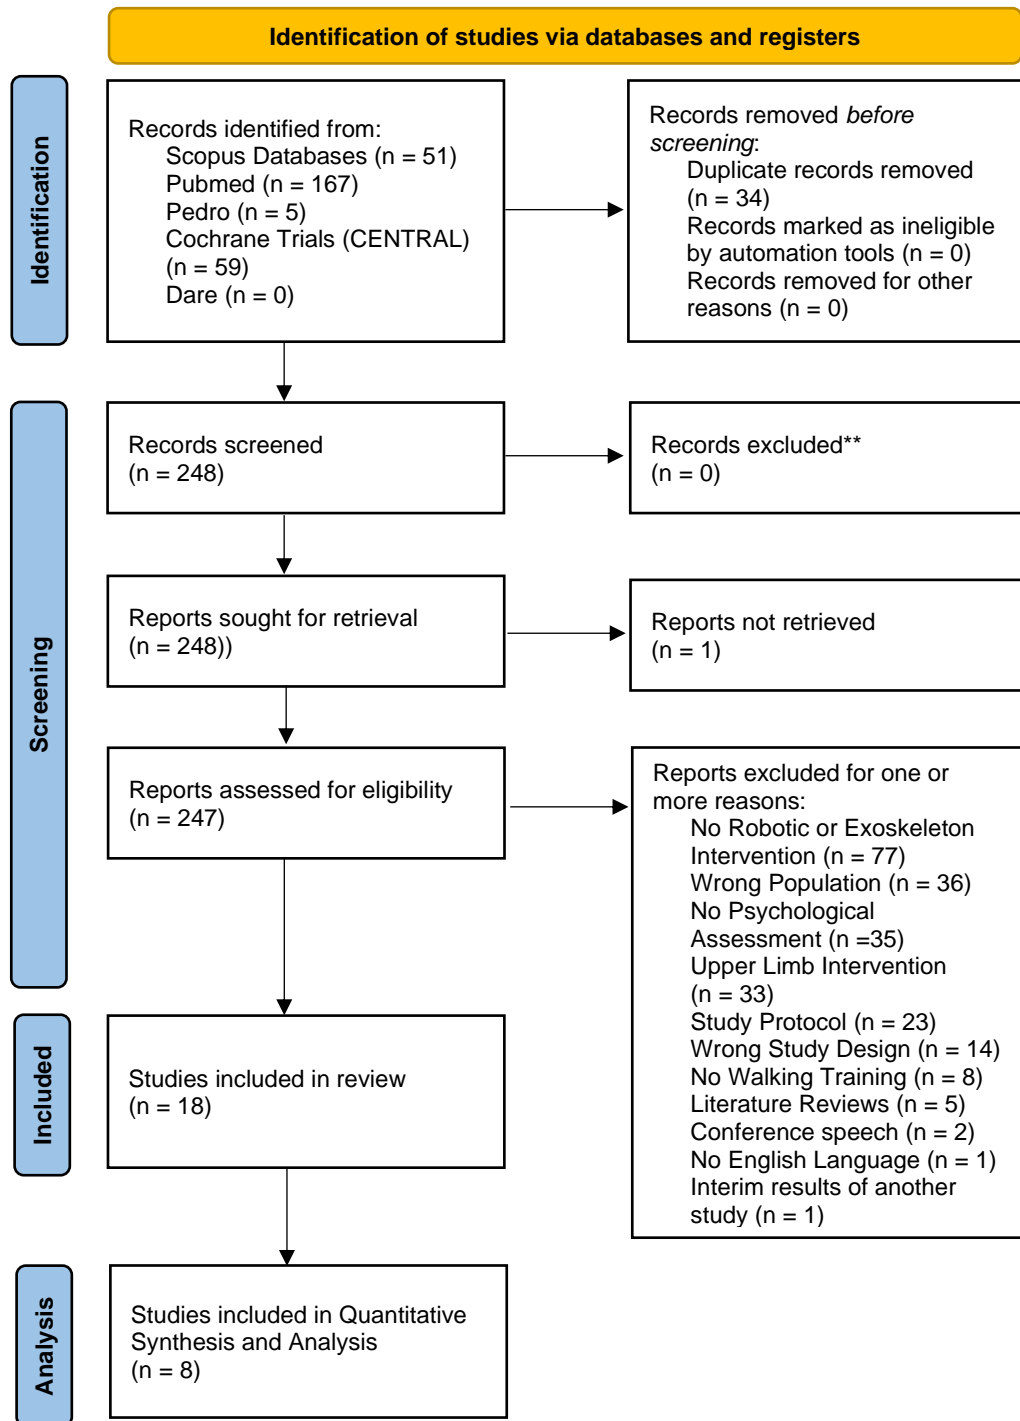 Identification of studies via databases and registers
Identification
Records identified from:
Scopus Databases (n = 51)
Pubmed (n = 167)
Pedro (n = 5)
Cochrane Trials (CENTRAL)
(n = 59)
Dare (n = 0)
Records removed before
screening:
Duplicate records removed
(n = 34)
Records marked as ineligible
by automation tools (n = 0)
Records removed for other
reasons (n = 0)
Screening
Records screened
(n = 248)
Records excluded**
(n = 0)
Reports sought for retrieval
(n = 248))
Reports not retrieved
(n = 1)
Reports assessed for eligibility
(n = 247)
Reports excluded for one or
more reasons:
No Robotic or Exoskeleton
Intervention (n = 77)
Wrong Population (n = 36)
No Psychological
Assessment (n =35)
Upper Limb Intervention
(n = 33)
Study Protocol (n = 23)
Wrong Study Design (n = 14)
No Walking Training (n = 8)
Literature Reviews (n = 5)
Conference speech (n = 2)
No English Language (n = 1)
Interim results of another
study (n = 1)
Included
Studies included in review
(n = 18)
Analysis
Studies included in Quantitative
Synthesis and Analysis
(n = 8)